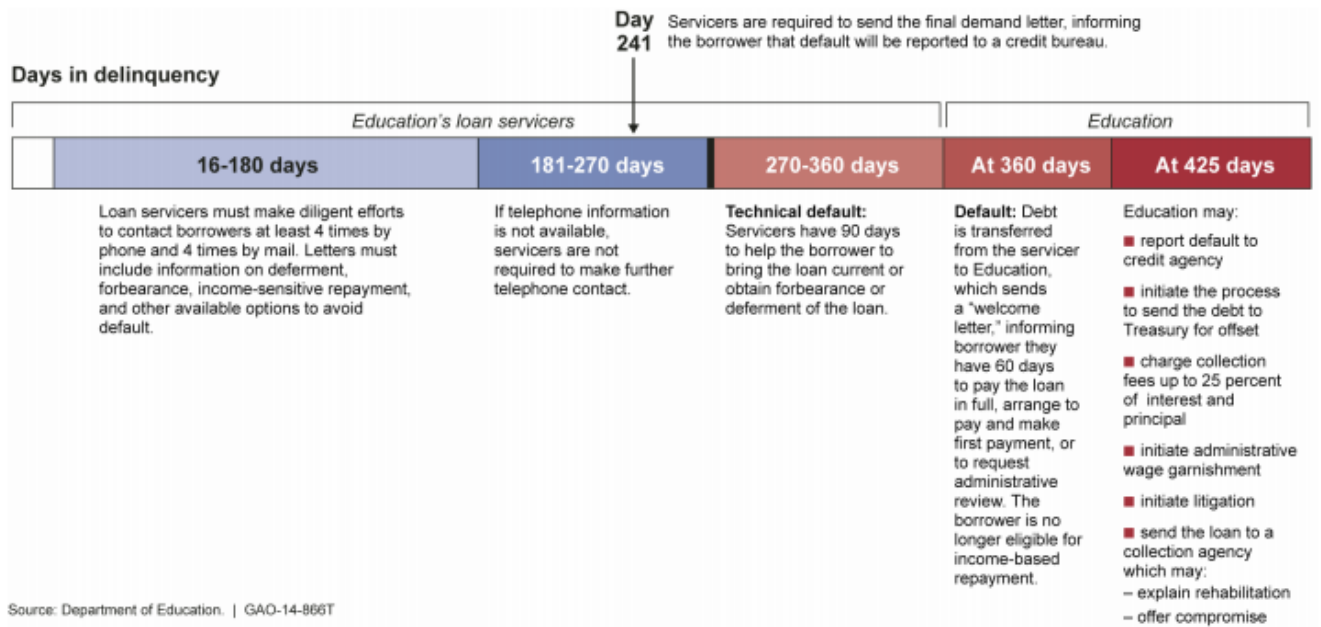 Day
241
Servicers are required to send the final demand letter, informing
the borrower that default will be reported to a credit bureau.
Days in delinquency
Education's loan servicers
Education
16-180 days
181-270 days
270-360 days
At 360 days
At 425 days
Loan servicers must make diligent efforts
to contact borrowers at least 4 times by
phone and 4 times by mail. Letters must
include information on deferment,
forbearance, income-sensitive repayment,
and other available options to avoid
default.
If telephone information
is not available,
servicers are not
required to make further
telephone contact.
Technical default:
Servicers have 90 days
to help the borrower to
bring the loan current or
obtain forbearance or
deferment of the loan.
Default: Debt
is transferred
from the servicer
to Education,
which sends
a "welcome
letter," informing
borrower they
have 60 days
to pay the loan
in full, arrange to
pay and make
first payment, or
to request
administrative
review. The
borrower is no
longer eligible for
income-based
repayment.
Education may:
report default to
credit agency
initiate the process
to send the debt to
Treasury for offset
charge collection
fees up to 25 percent
of interest and
principal
initiate administrative
wage garnishment
initiate litigation
send the loan to a
collection agency
which may:
– explain rehabilitation
– offer compromise
Source: Department of Education. | GAO-14-866T